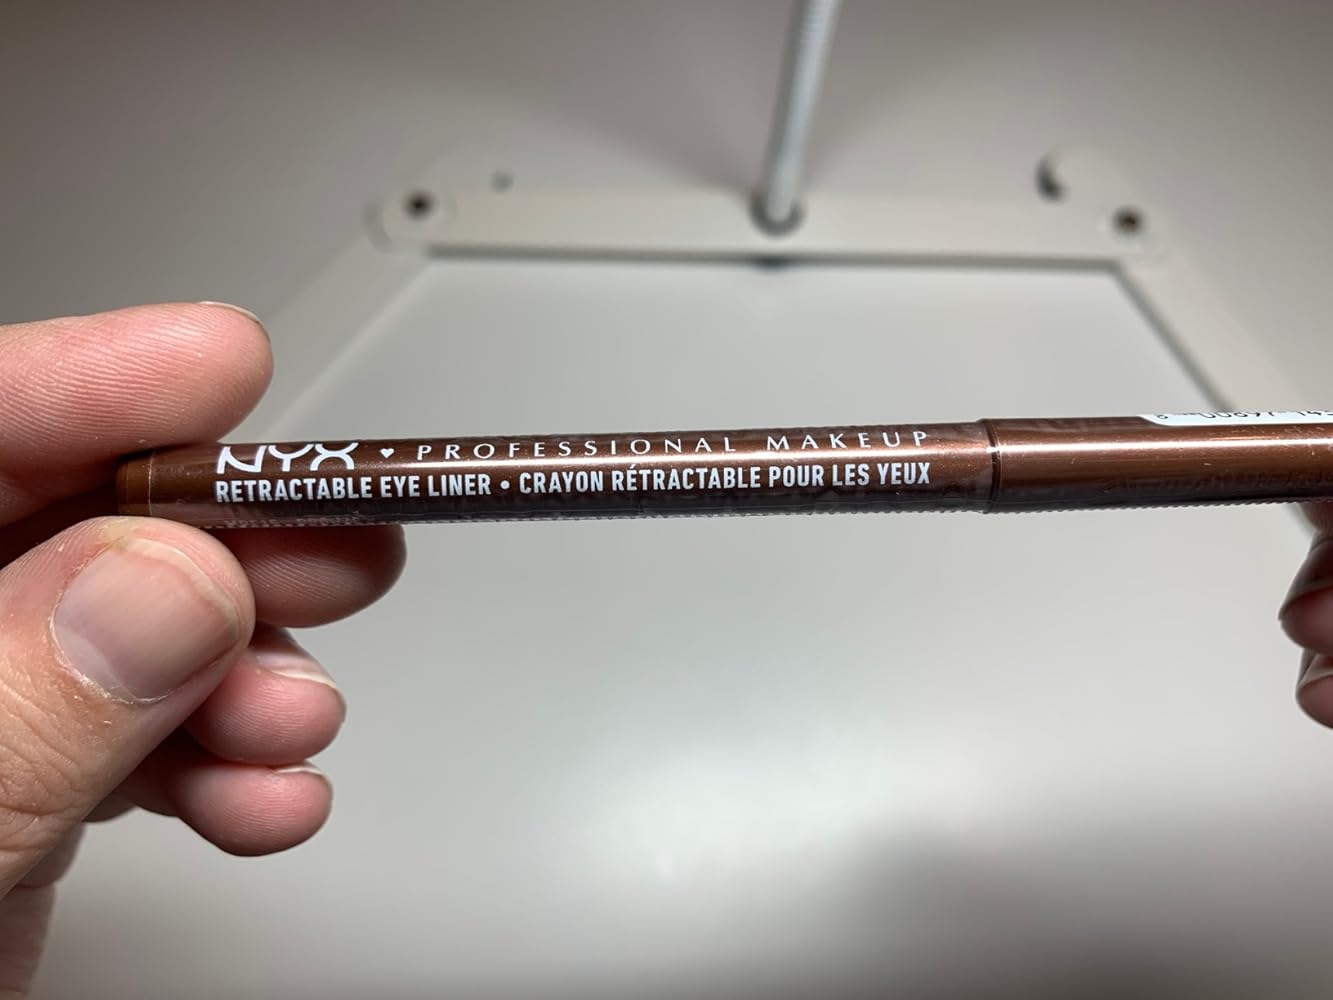 NYX ♥ PROFESSIONAL MAKEUP
RETRACTABLE EYE LINER • CRAYON RÉTRACTABLE POUR LES YEUX